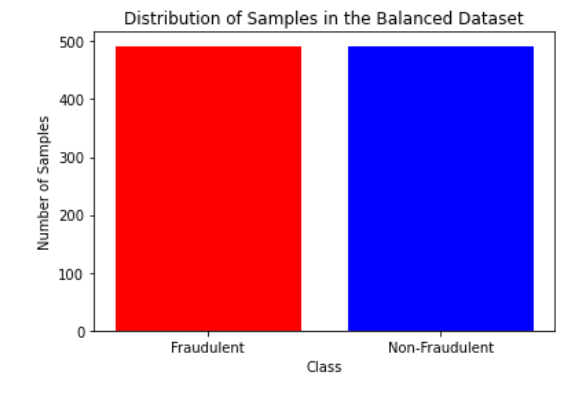 Distribution of Samples in the Balanced Dataset
500
400
300
200
100
0
Number of Samples
Fraudulent Non-Fraudulent
Class